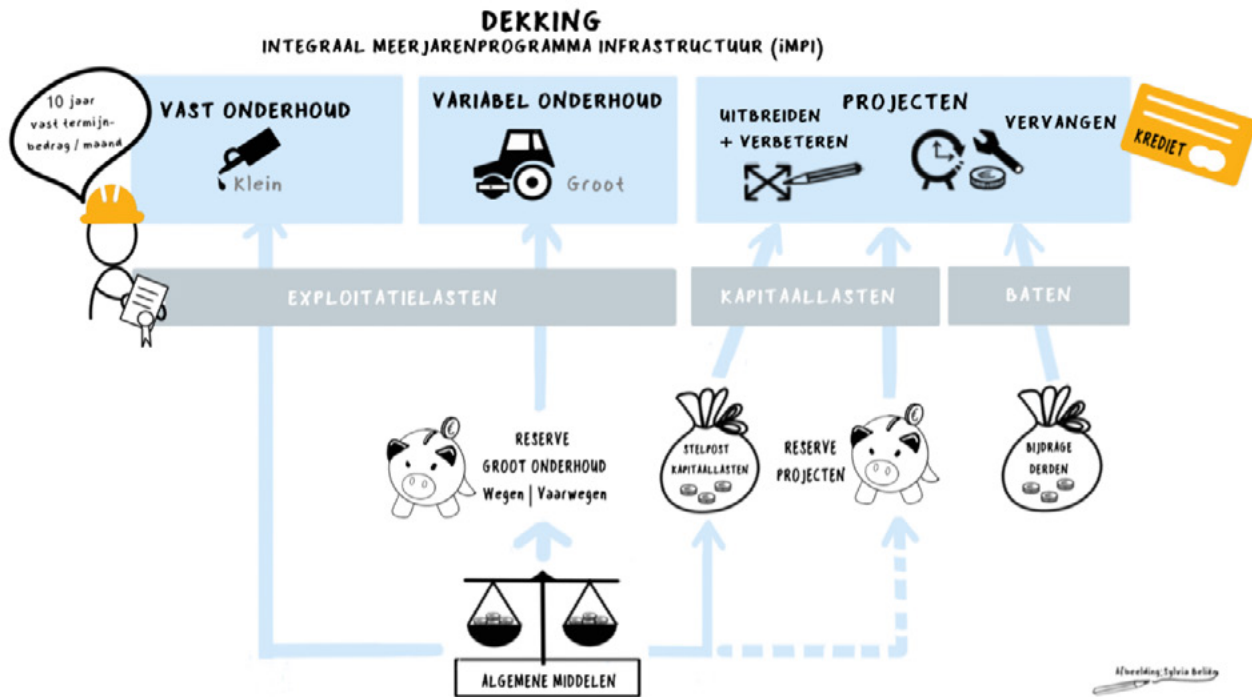 DEKKING
INTEGRAAL MEERJARENPROGRAMMA INFRASTRUCTUUR (iMPI)
10 jaar
vast termijn-
bedrag / maand
VAST ONDERHOUD
Klein
VARIABEL ONDERHOUD
Groot
PROJECTEN
UITBREIDEN
+ VERBETEREN
VERVANGEN
KREDIET
EXPLOITATIELASTEN
KAPITAALLASTEN
BATEN
RESERVE
GROOT ONDERHOUD
Wegen | Vaarwegen
STELPOST
KAPITAALLASTEN
RESERVE
PROJECTEN
BIJDRAGE
DERDEN
ALGEMENE MIDDELEN
Afbeelding: Sylvia Beliën